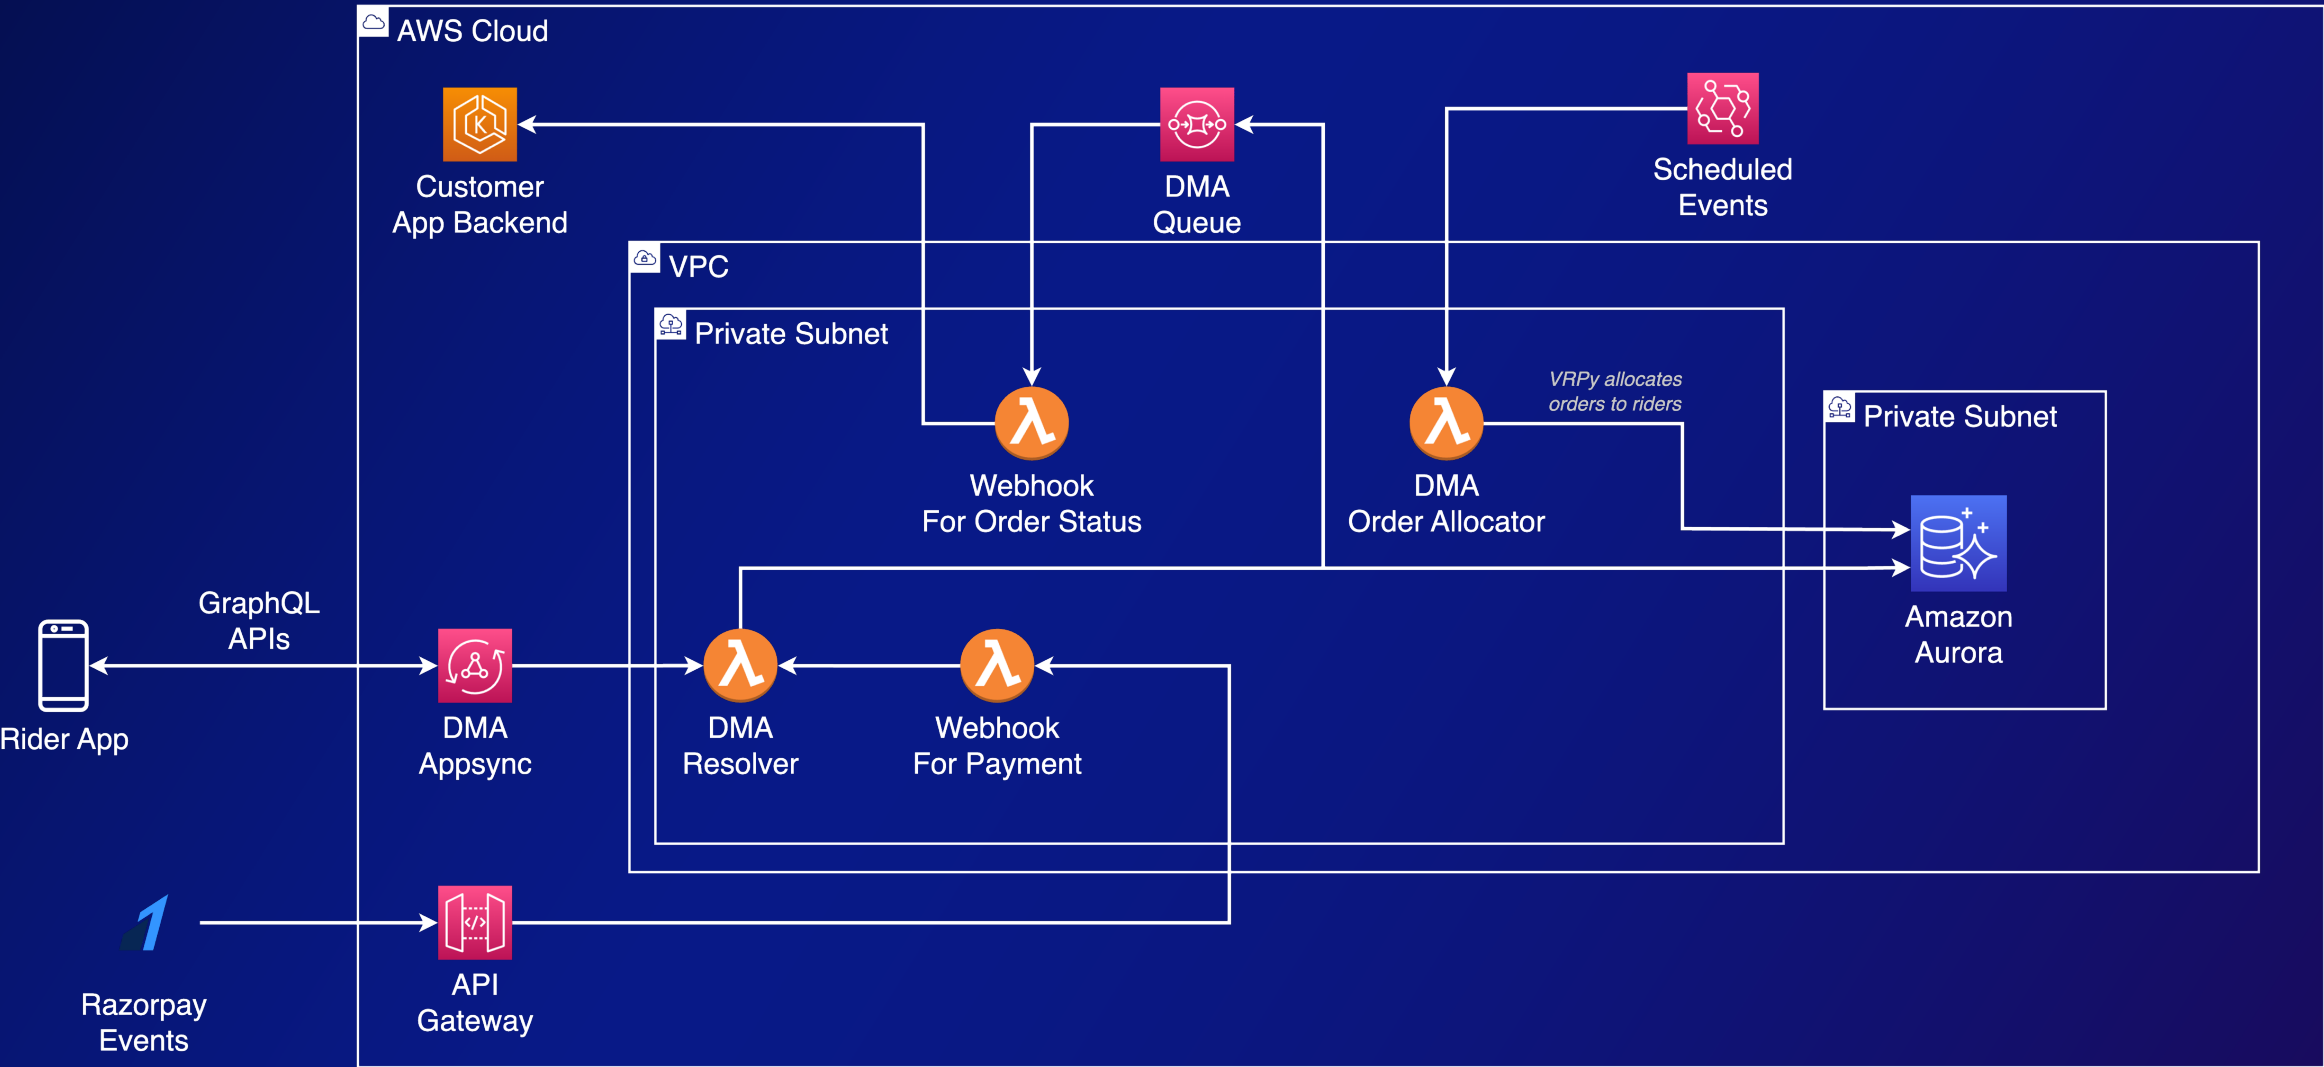 AWS Cloud
Customer
App Backend
DMA
Queue
Scheduled
Events
VPC
Private Subnet
VRPy allocates
orders to riders
Private Subnet
Webhook
For Order Status
DMA
Order Allocator
GraphQL
APIs
Amazon
Aurora
Rider App
DMA
Appsync
DMA
Resolver
Webhook
For Payment
Razorpay
Events
API
Gateway